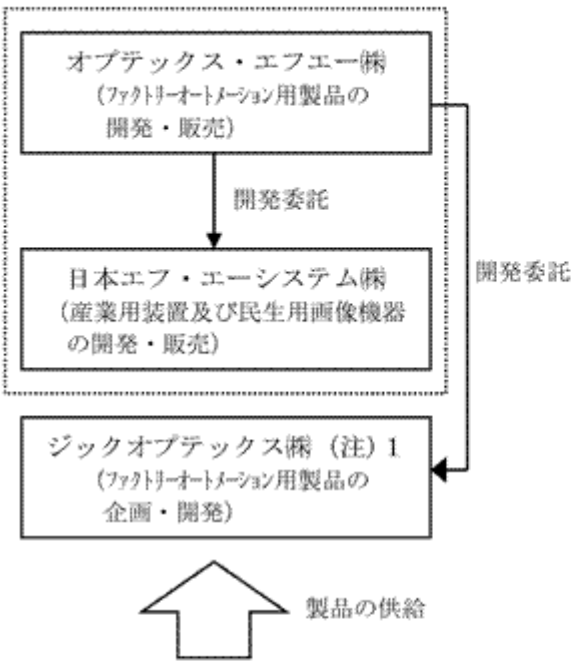 オプテックス・エフエー㈱
（ﾌｧｸﾄﾘｰｵｰﾄﾒｰｼｮﾝ用製品の
開発・販売）
開発委託
日本エフ・エーシステム㈱
（産業用装置及び民生用画像機器
の開発・販売）
開発委託
ジックオプテックス㈱（注）1
（ﾌｧｸﾄﾘｰｵｰﾄﾒｰｼｮﾝ用製品の
企画・開発）
製品の供給